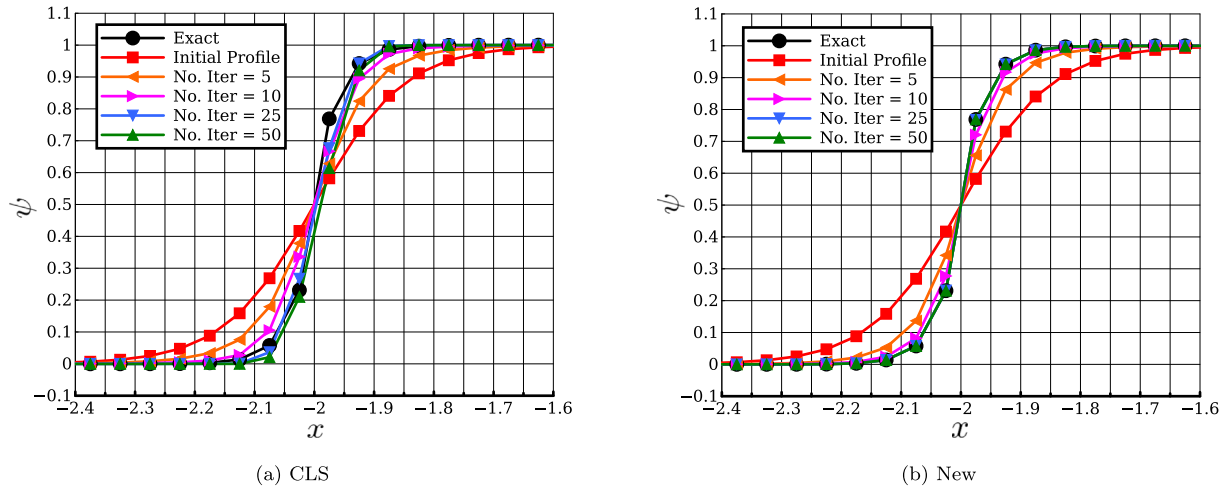 1.1
1
0.9
0.8
0.7
0.6
0.5
0.4
0.3
0.2
0.1
0
−0.1
ψ
Exact
Initial Profile
No. Iter = 5
No. Iter = 10
No. Iter = 25
No. Iter = 50
−2.4 −2.3 −2.2 −2.1 −2 −1.9 −1.8 −1.7 −1.6
x
(a) CLS
1.1
1
0.9
0.8
0.7
0.6
0.5
0.4
0.3
0.2
0.1
0
−0.1
ψ
Exact
Initial Profile
No. Iter = 5
No. Iter = 10
No. Iter = 25
No. Iter = 50
−2.4 −2.3 −2.2 −2.1 −2 −1.9 −1.8 −1.7 −1.6
x
(b) New